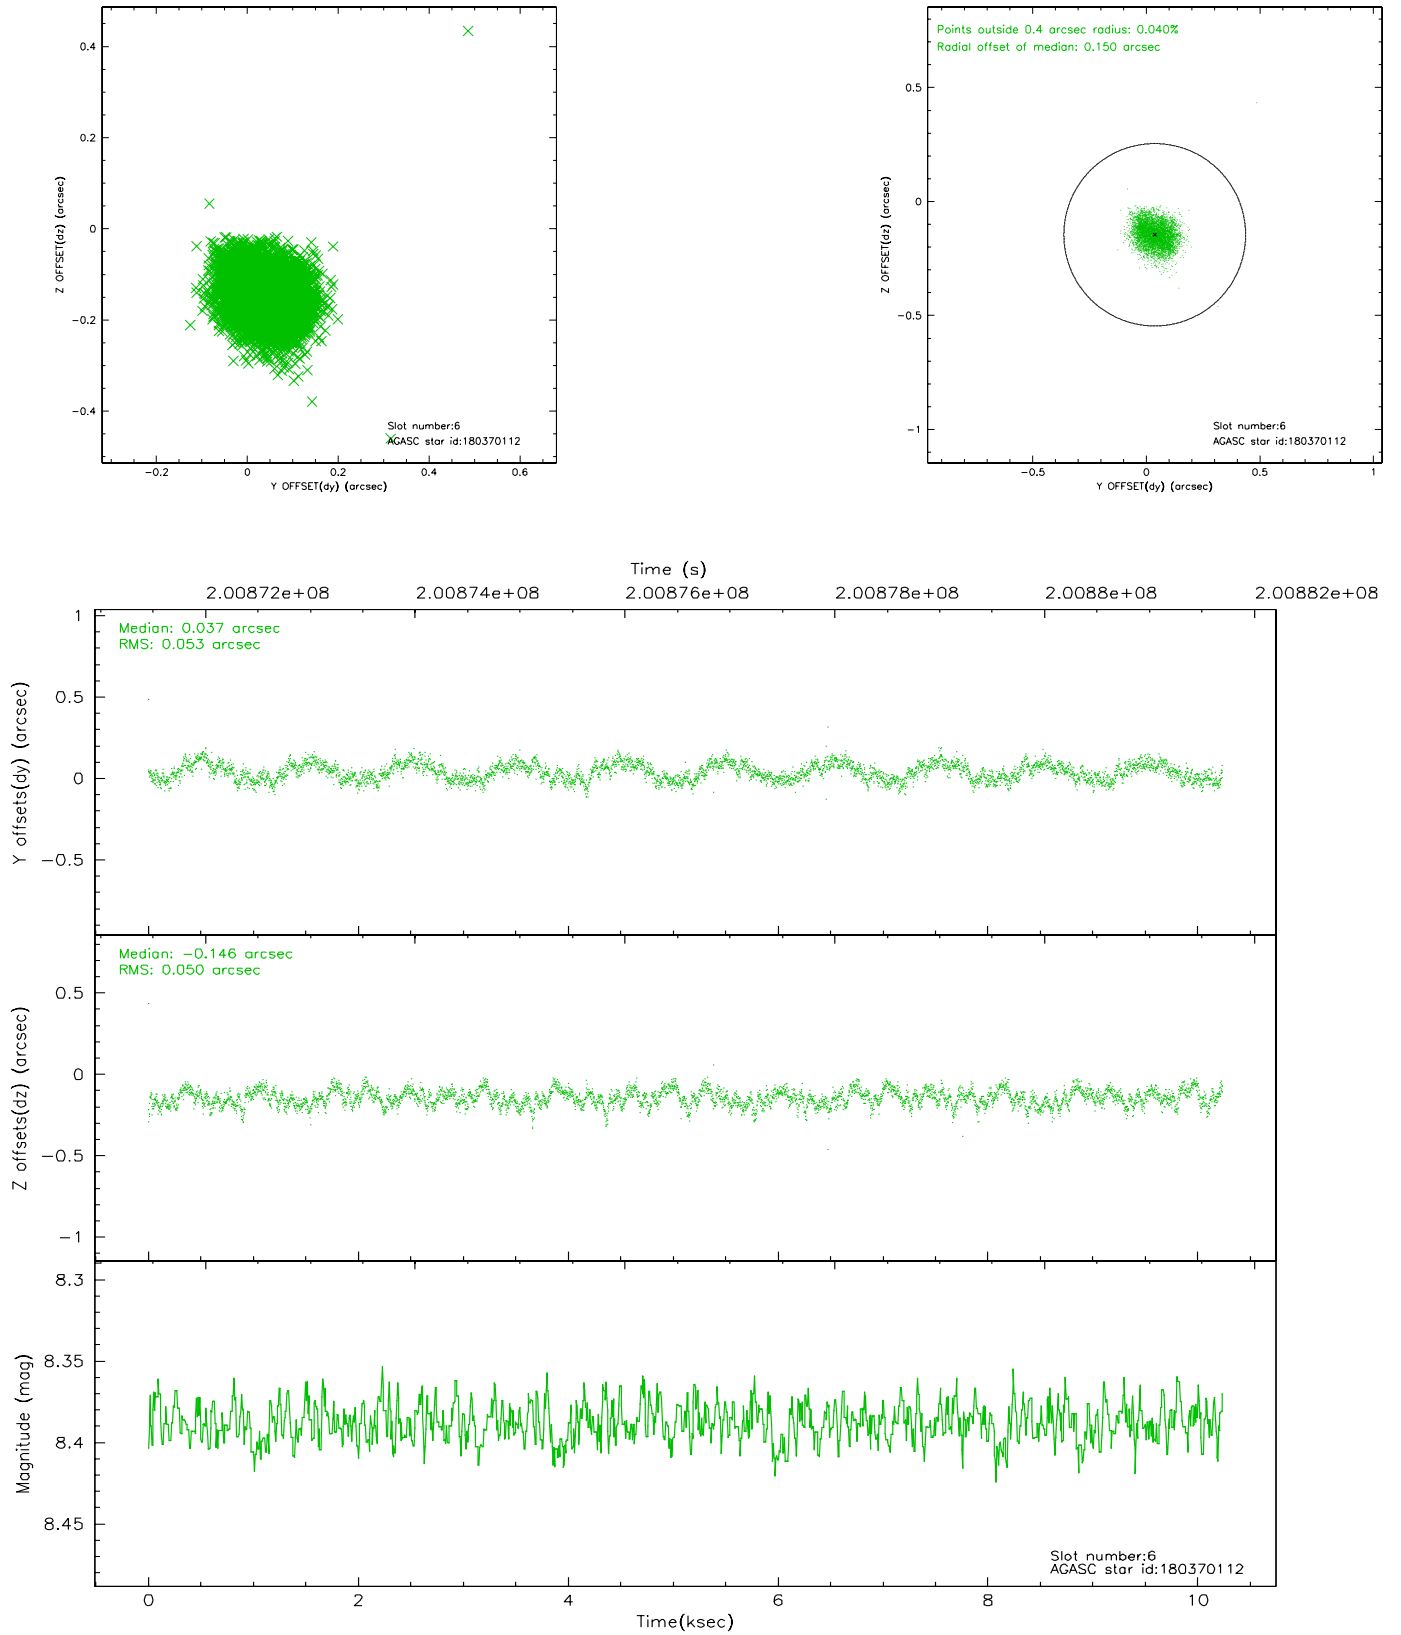 0.4
0.2
0
−0.2
−0.4
Z OFFSET(dz) (arcsec)
−0.2 0 0.2 0.4 0.6
Y OFFSET(dy) (arcsec)
Slot number:6
AGASC star id:180370112
Points outside 0.4 arcsec radius: 0.040%
Radial offset of median: 0.150 arcsec
0.5
0
−0.5
−1
Z OFFSET(dz) (arcsec)
−0.5 0 0.5 1
Y OFFSET(dy) (arcsec)
Slot number:6
AGASC star id:180370112
Time (s)
2.00872e+08 2.00874e+08 2.00876e+08 2.00878e+08 2.0088e+08 2.00882e+08
Median: 0.037 arcsec
RMS: 0.053 arcsec
1
0.5
0
−0.5
Y offsets(dy) (arcsec)
Median: −0.146 arcsec
RMS: 0.050 arcsec
0.5
0
−0.5
−1
Z offsets(dz) (arcsec)
8.3
8.35
8.4
8.45
Magnitude (mag)
Slot number:6
AGASC star id:180370112
0 2 4 6 8 10
Time(ksec)